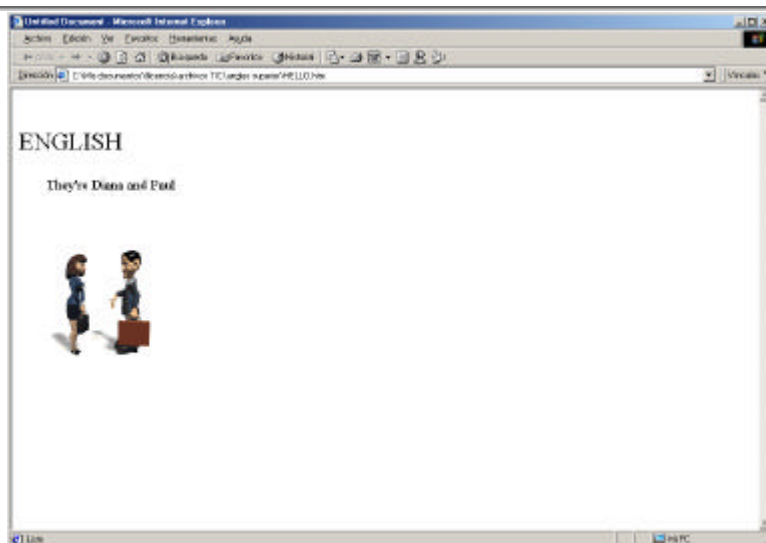 Untitled Document - Microsoft Internet Explorer
Archivo Edición Ver Favoritos Herramientas Ayuda
Búsqueda Favoritos Historial
Dirección Vínculos
ENGLISH
They're Diana and Paul
Listo Mi PC